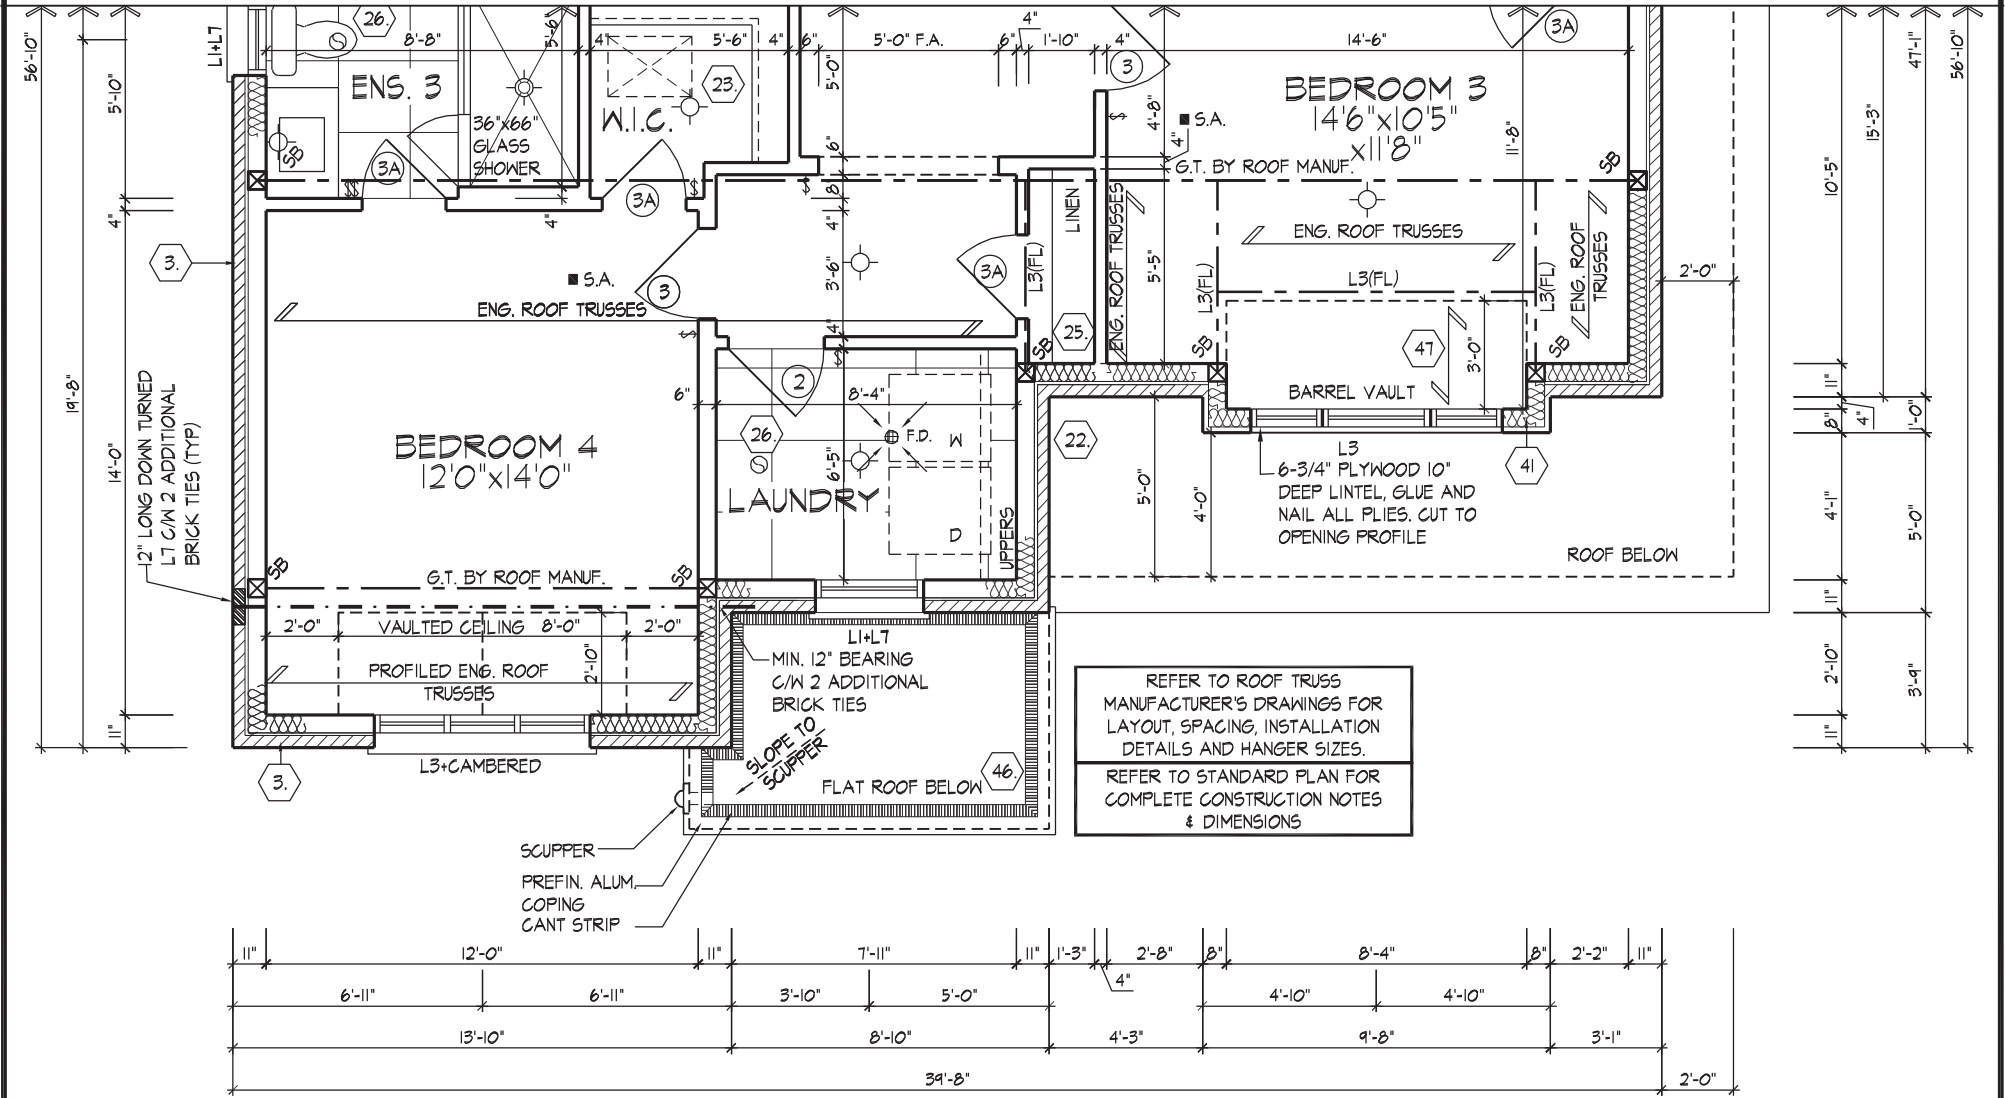 56'-10"
5'-10"
4"
19'-8"
14'-0"
11"
L1+L7
8'-8"
26.
ENS. 3
36"x66"
GLASS
SHOWER
SB
3A
5'-6"
4"
5'-6"
4"
23.
W.I.C.
3A
6"
5'-0" F.A.
6"
4"
1'-10"
4"
5'-0"
6"
8"
4"
3'-6"
4"
3
4'-8"
4"
S.A.
14'-6"
3A
BEDROOM 3
14'6"x10'5"
x11'8"
11'-8"
G.T. BY ROOF MANUF.
SB
LINEN
ENG. ROOF TRUSSES
5'-5"
ENG. ROOF TRUSSES
L3(FL)
L3(FL)
L3(FL)
L3(FL)
ENG. ROOF
TRUSSES
2'-0"
3.
4"
S.A.
3
3A
ENG. ROOF TRUSSES
25.
SB
SB
47
3'-0"
SB
BARREL VAULT
12" LONG DOWN TURNED
L7 C/W 2 ADDITIONAL
BRICK TIES (TYP)
6"
2
8'-4"
26.
F.D.
W
6'-5"
LAUNDRY
D
UPPERS
BEDROOM 4
12'0"x14'0"
22.
5'-0"
4'-0"
L3
6-3/4" PLYWOOD 10"
DEEP LINTEL, GLUE AND
NAIL ALL PLIES. CUT TO
OPENING PROFILE
41
ROOF BELOW
SB
G.T. BY ROOF MANUF.
SB
2'-0"
VAULTED CEILING
8'-0"
2'-0"
2'-10"
PROFILED ENG. ROOF
TRUSSES
L1+L7
MIN. 12" BEARING
C/W 2 ADDITIONAL
BRICK TIES
SLOPE TO
SCUPPER
46.
FLAT ROOF BELOW
3.
L3+CAMBERED
REFER TO ROOF TRUSS
MANUFACTURER'S DRAWINGS FOR
LAYOUT, SPACING, INSTALLATION
DETAILS AND HANGER SIZES.
REFER TO STANDARD PLAN FOR
COMPLETE CONSTRUCTION NOTES
& DIMENSIONS
SCUPPER
PREFIN. ALUM.
COPING
CANT STRIP
10'-5"
11"
8"
4"
4'-1"
11"
2'-10"
11"
15'-3"
47'-1"
1'-0"
5'-0"
3'-9"
56'-10"
11"
12'-0"
11"
7'-11"
11"
1'-3"
4"
2'-8"
8"
8'-4"
8"
2'-2"
11"
6'-11"
6'-11"
3'-10"
5'-0"
4'-10"
4'-10"
13'-10"
8'-10"
4'-3"
9'-8"
3'-1"
39'-8"
2'-0"